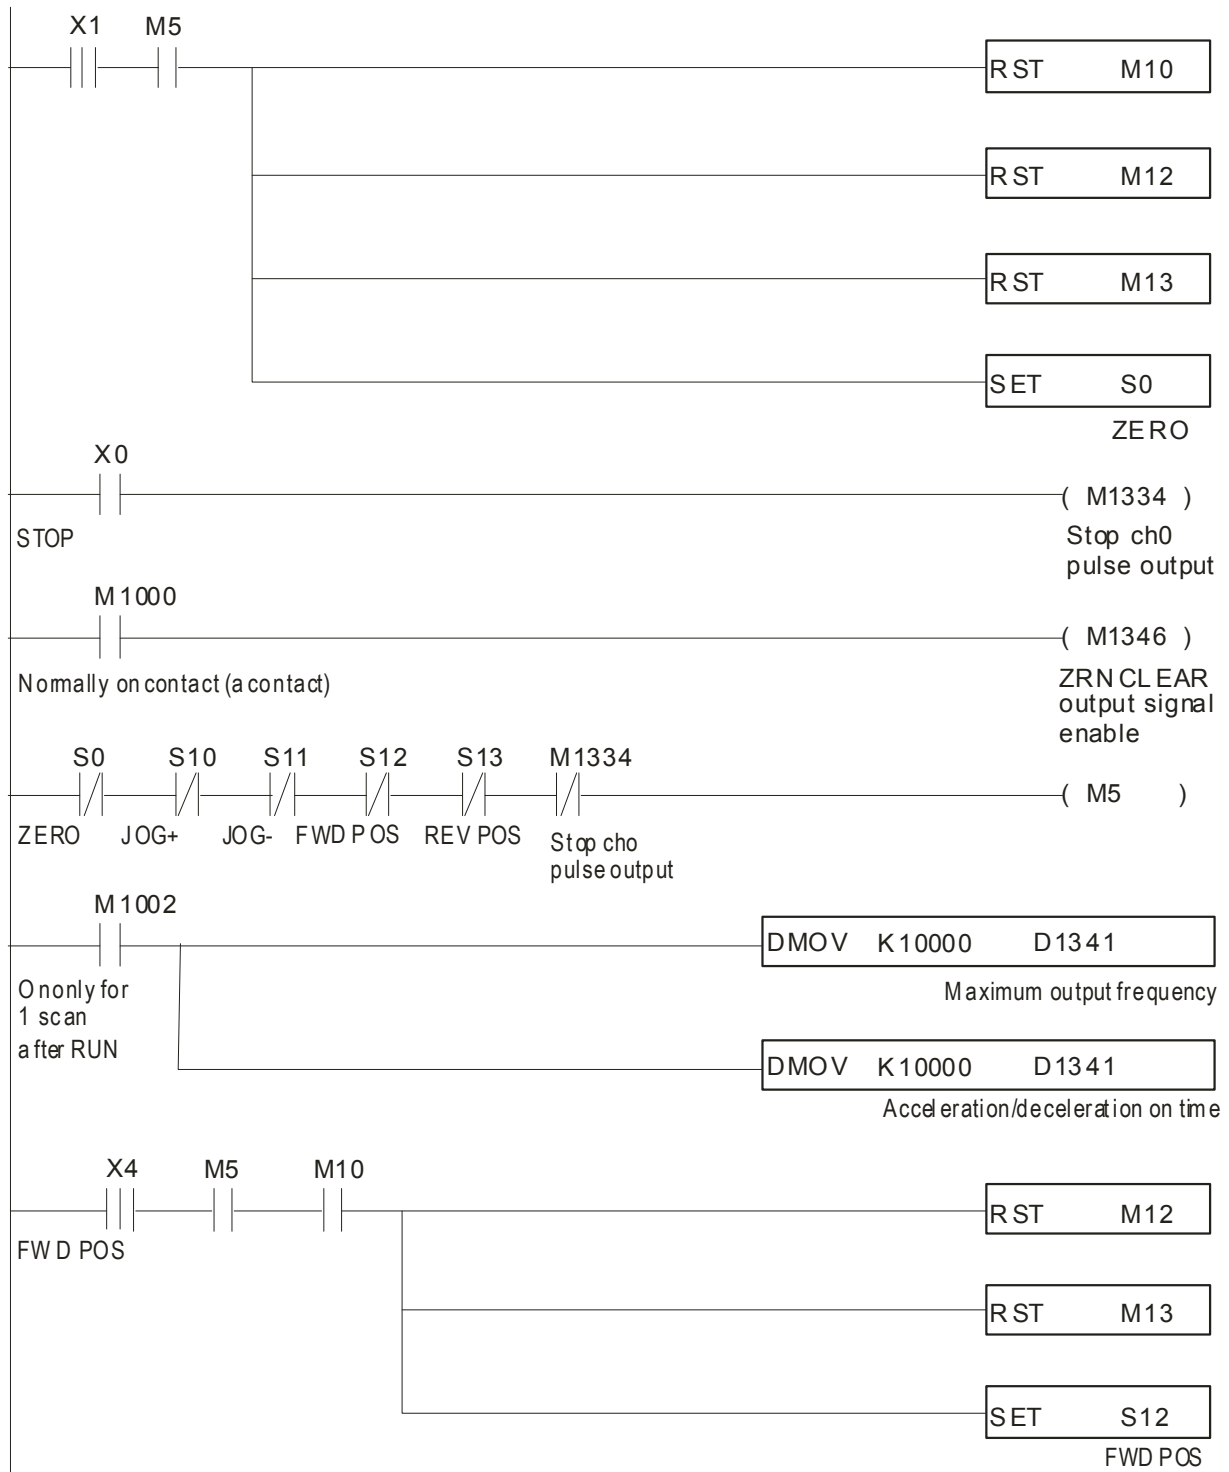 X1 M5
RST M10
RST M12
RST M13
SET S0
ZERO
X0
( M1334 )
STOP
Stop ch0
pulse output
M1000
( M1346 )
Normally on contact (a contact)
ZRN CLEAR
output signal
enable
S0 S10 S11 S12 S13 M1334
( M5 )
ZERO JOG+ JOG- FWD POS REV POS Stop cho
pulse output
M1002
DMOV K10000 D1341
On only for
1 scan
after RUN
Maximum output frequency
DMOV K10000 D1341
Acceleration/deceleration on time
X4 M5 M10
RST M12
FWD POS
RST M13
SET S12
FWD POS